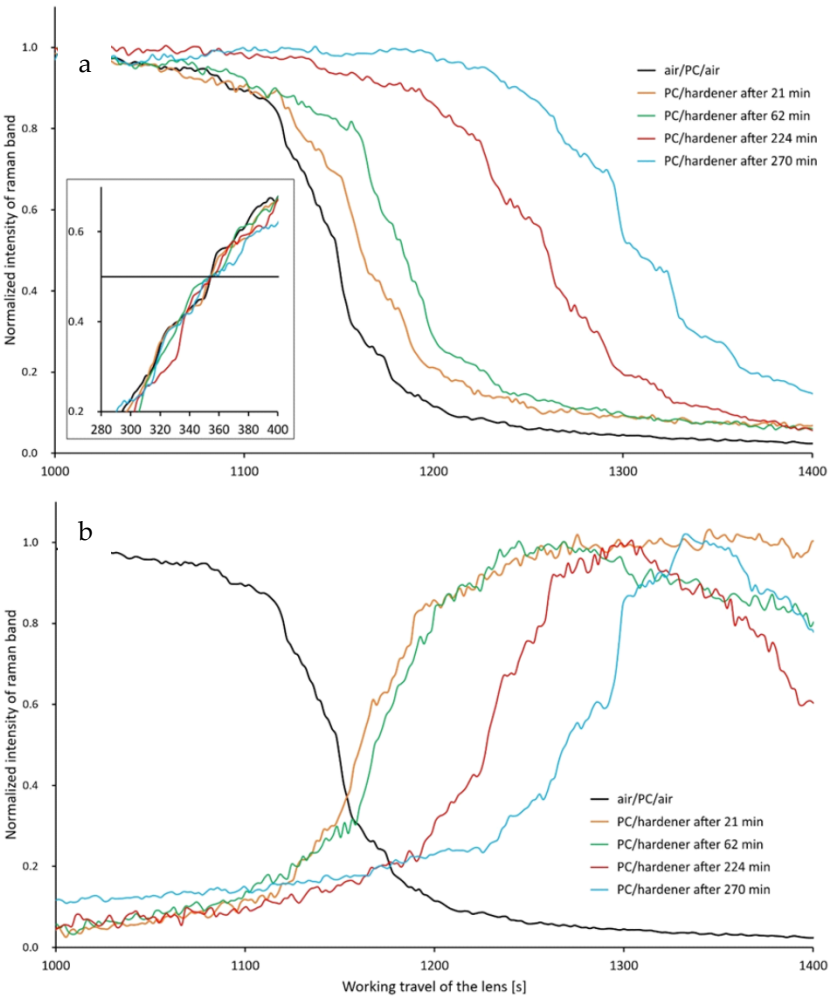 a
Normalized intensity of raman band
1.0
0.8
0.6
0.4
0.2
0.0
1000 1100 1200 1300 1400
air/PC/air
PC/hardener after 21 min
PC/hardener after 62 min
PC/hardener after 224 min
PC/hardener after 270 min
0.6
0.4
0.2
280 300 320 340 360 380 400
b
Normalized intensity of raman band
1.0
0.8
0.6
0.4
0.2
0.0
1000 1100 1200 1300 1400
air/PC/air
PC/hardener after 21 min
PC/hardener after 62 min
PC/hardener after 224 min
PC/hardener after 270 min
Working travel of the lens [s]